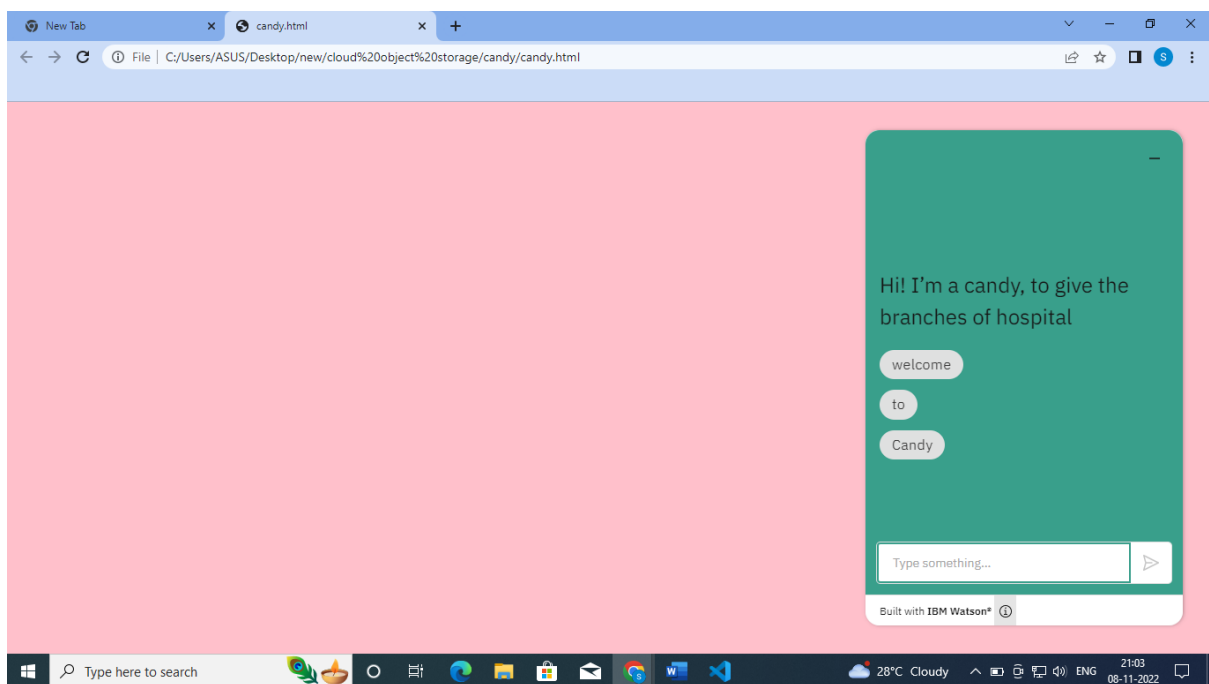 New Tab
candy.html
File | C:/Users/ASUS/Desktop/new/cloud%20object%20storage/candy/candy.html
S
Hi! I’m a candy, to give the
branches of hospital
welcome
to
Candy
Type something...
Built with IBM Watson®
Type here to search
28°C Cloudy
ENG
21:03
08-11-2022